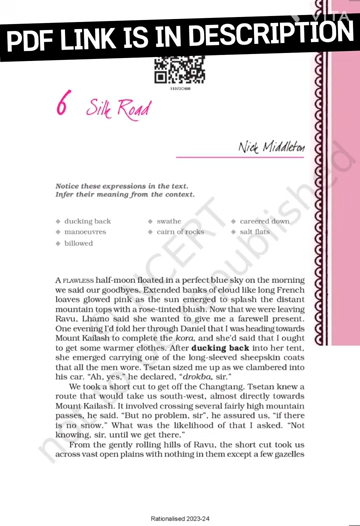 PDF LINK IS IN DESCRIPTION
6 Silk Road
Nick Middleton
Notice these expressions in the text.
Infer their meaning from the context.
❖ ducking back ❖ swathe ❖ careered down
❖ manoeuvres ❖ cairn of rocks ❖ salt flats
❖ billowed
A FLAWLESS half-moon floated in a perfect blue sky on the morning
we said our goodbyes. Extended banks of cloud like long French
loaves glowed pink as the sun emerged to splash the distant
mountain tops with a rose-tinted blush. Now that we were leaving
Ravu, Lhamo said she wanted to give me a farewell present.
One evening I'd told her through Daniel that I was heading towards
Mount Kailash to complete the kora, and she'd said that I ought
to get some warmer clothes. After ducking back into her tent,
she emerged carrying one of the long-sleeved sheepskin coats
that all the men wore. Tsetan sized me up as we clambered into
his car. "Ah, yes," he declared, "drokba, sir."
We took a short cut to get off the Changtang. Tsetan knew a
route that would take us south-west, almost directly towards
Mount Kailash. It involved crossing several fairly high mountain
passes, he said. "But no problem, sir", he assured us, "if there
is no snow." What was the likelihood of that I asked. "Not
knowing, sir, until we get there."
From the gently rolling hills of Ravu, the short cut took us
across vast open plains with nothing in them except a few gazelles
Rationalised 2023-24